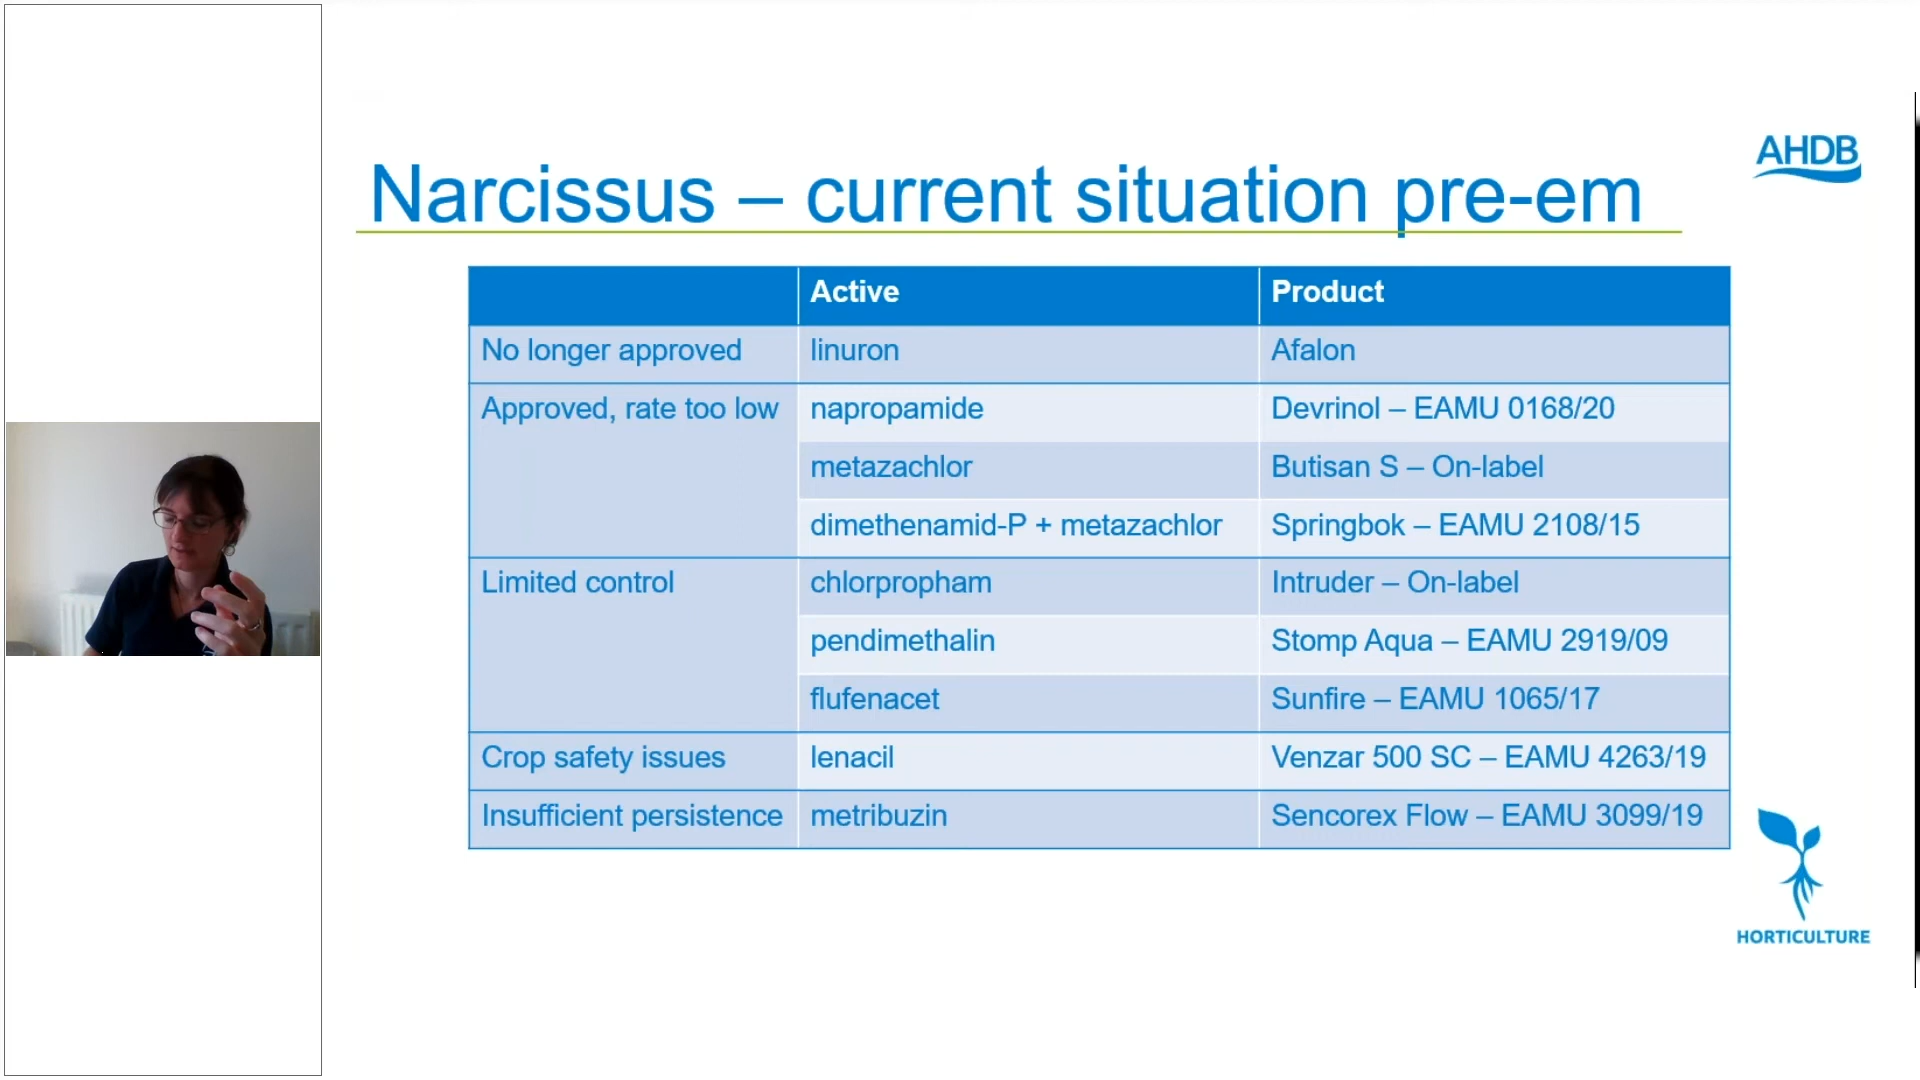 AHDB
Narcissus – current situation pre-em
Active Product
No longer approved linuron Afalon
Approved, rate too low napropamide Devrinol – EAMU 0168/20
metazachlor Butisan S – On-label
dimethenamid-P + metazachlor Springbok – EAMU 2108/15
Limited control chlorpropham Intruder – On-label
pendimethalin Stomp Aqua – EAMU 2919/09
flufenacet Sunfire – EAMU 1065/17
Crop safety issues lenacil Venzar 500 SC – EAMU 4263/19
Insufficient persistence metribuzin Sencorex Flow – EAMU 3099/19
HORTICULTURE